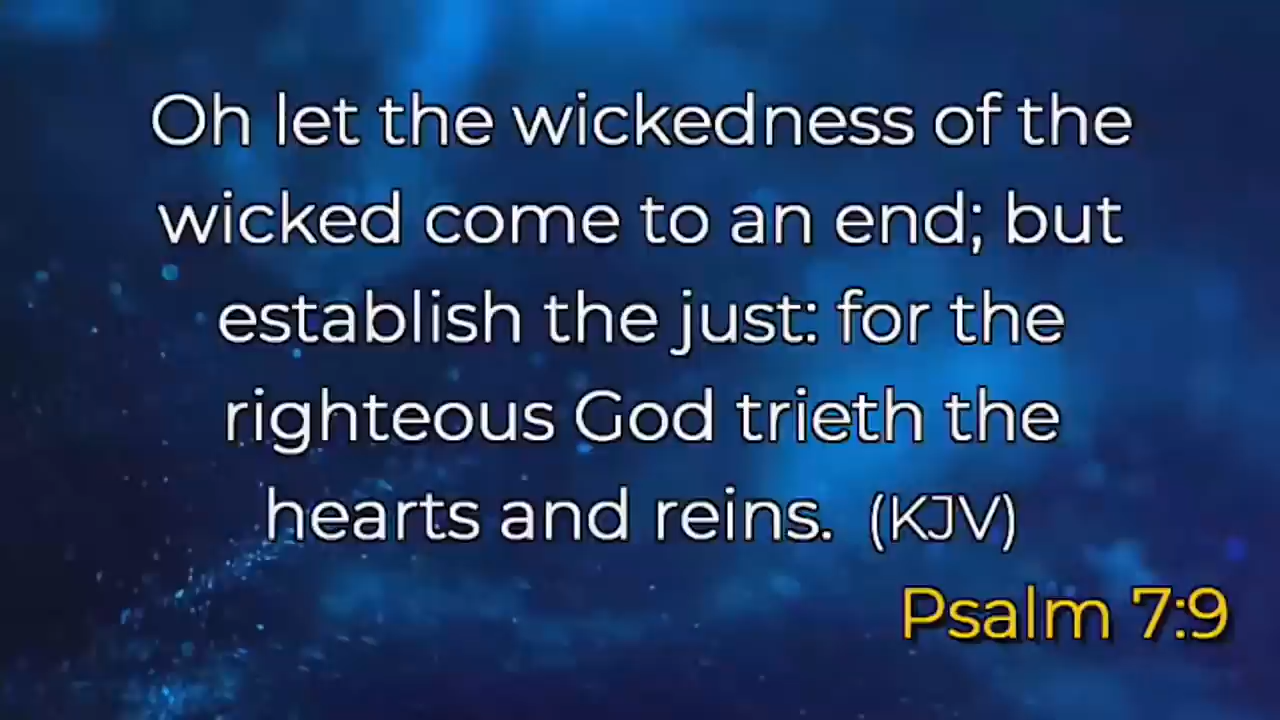 Oh let the wickedness of the
wicked come to an end; but
establish the just: for the
righteous God trieth the
hearts and reins. (KJV)
Psalm 7:9